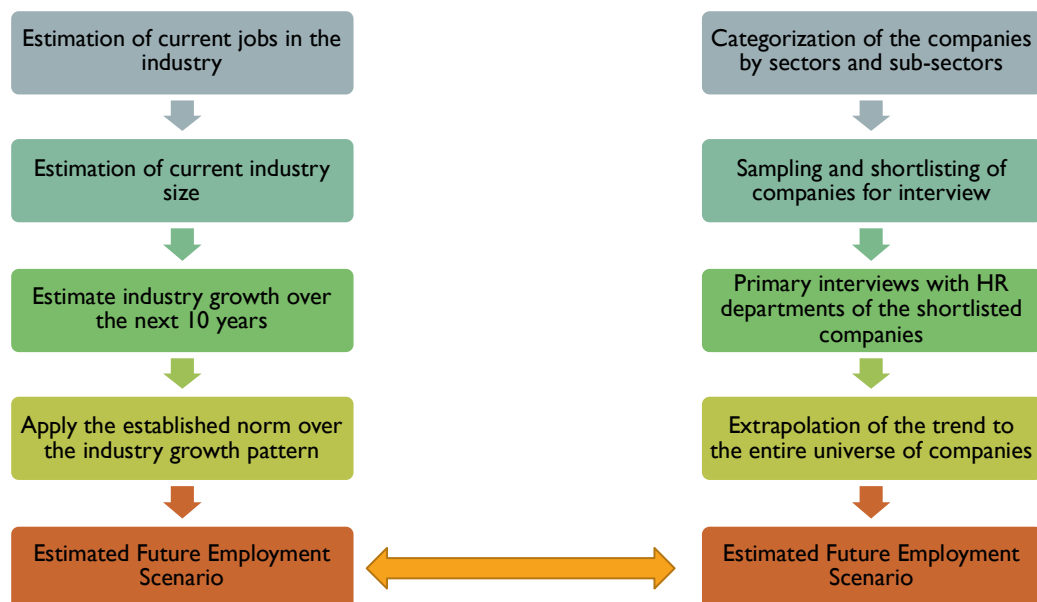 Estimation of current jobs in the
industry
Estimation of current industry
size
Estimate industry growth over
the next 10 years
Apply the established norm over
the industry growth pattern
Estimated Future Employment
Scenario
Categorization of the companies
by sectors and sub-sectors
Sampling and shortlisting of
companies for interview
Primary interviews with HR
departments of the shortlisted
companies
Extrapolation of the trend to
the entire universe of companies
Estimated Future Employment
Scenario